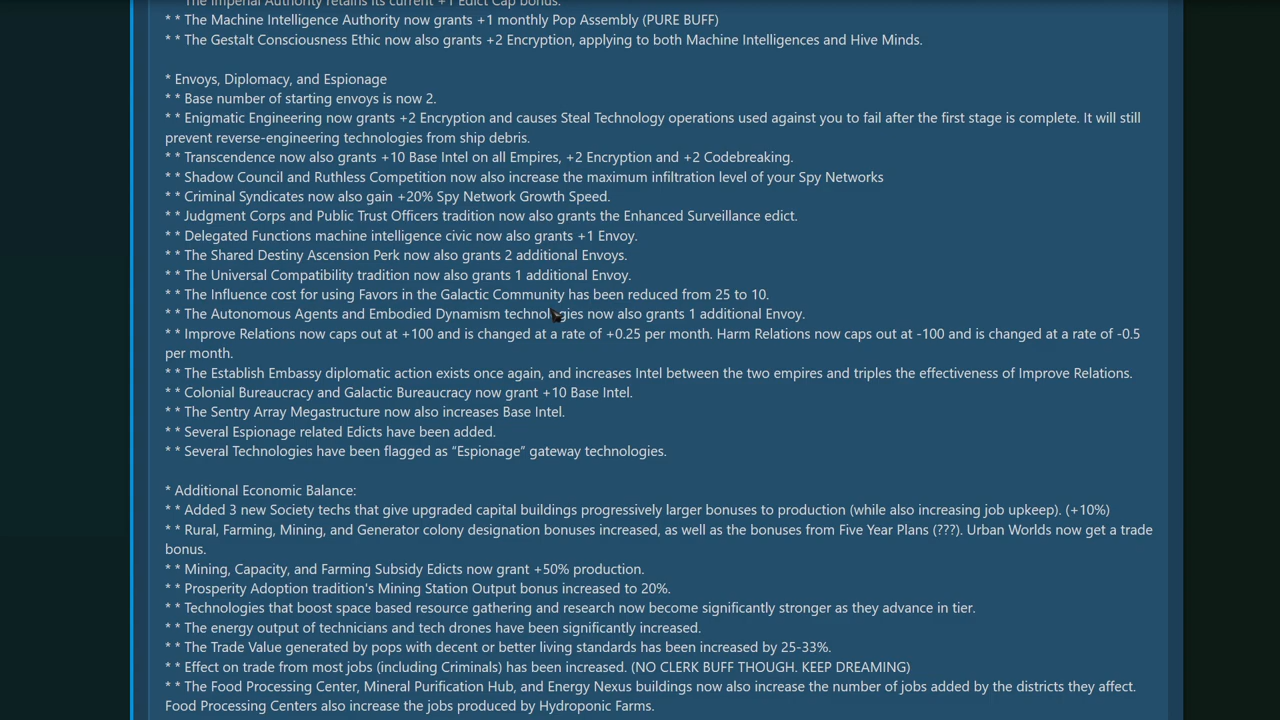 * * The Imperial Authority retains its current +1 Edict Cap bonus.
* * The Machine Intelligence Authority now grants +1 monthly Pop Assembly (PURE BUFF)
* * The Gestalt Consciousness Ethic now also grants +2 Encryption, applying to both Machine Intelligences and Hive Minds.
* Envoys, Diplomacy, and Espionage
* * Base number of starting envoys is now 2.
* * Enigmatic Engineering now grants +2 Encryption and causes Steal Technology operations used against you to fail after the first stage is complete. It will still
prevent reverse-engineering technologies from ship debris.
* * Transcendence now also grants +10 Base Intel on all Empires, +2 Encryption and +2 Codebreaking.
* * Shadow Council and Ruthless Competition now also increase the maximum infiltration level of your Spy Networks
* * Criminal Syndicates now also gain +20% Spy Network Growth Speed.
* * Judgment Corps and Public Trust Officers tradition now also grants the Enhanced Surveillance edict.
* * Delegated Functions machine intelligence civic now also grants +1 Envoy.
* * The Shared Destiny Ascension Perk now also grants 2 additional Envoys.
* * The Universal Compatibility tradition now also grants 1 additional Envoy.
* * The Influence cost for using Favors in the Galactic Community has been reduced from 25 to 10.
* * The Autonomous Agents and Embodied Dynamism technologies now also grants 1 additional Envoy.
* * Improve Relations now caps out at +100 and is changed at a rate of +0.25 per month. Harm Relations now caps out at -100 and is changed at a rate of -0.5
per month.
* * The Establish Embassy diplomatic action exists once again, and increases Intel between the two empires and triples the effectiveness of Improve Relations.
* * Colonial Bureaucracy and Galactic Bureaucracy now grant +10 Base Intel.
* * The Sentry Array Megastructure now also increases Base Intel.
* * Several Espionage related Edicts have been added.
* * Several Technologies have been flagged as “Espionage” gateway technologies.
* Additional Economic Balance:
* * Added 3 new Society techs that give upgraded capital buildings progressively larger bonuses to production (while also increasing job upkeep). (+10%)
* * Rural, Farming, Mining, and Generator colony designation bonuses increased, as well as the bonuses from Five Year Plans (???). Urban Worlds now get a trade
bonus.
* * Mining, Capacity, and Farming Subsidy Edicts now grant +50% production.
* * Prosperity Adoption tradition's Mining Station Output bonus increased to 20%.
* * Technologies that boost space based resource gathering and research now become significantly stronger as they advance in tier.
* * The energy output of technicians and tech drones have been significantly increased.
* * The Trade Value generated by pops with decent or better living standards has been increased by 25-33%.
* * Effect on trade from most jobs (including Criminals) has been increased. (NO CLERK BUFF THOUGH. KEEP DREAMING)
* * The Food Processing Center, Mineral Purification Hub, and Energy Nexus buildings now also increase the number of jobs added by the districts they affect.
Food Processing Centers also increase the jobs produced by Hydroponic Farms.